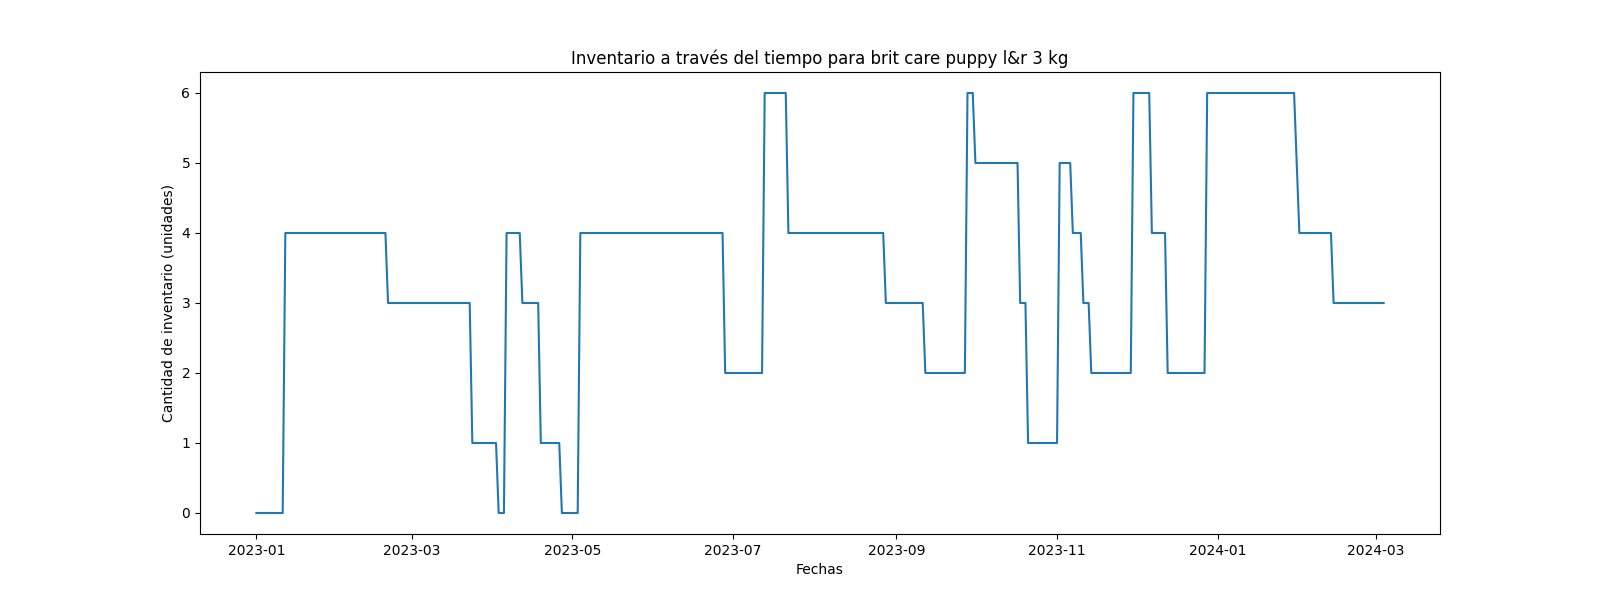 Inventario a través del tiempo para brit care puppy l&r 3 kg
Cantidad de inventario (unidades)
6
5
4
3
2
1
0
2023-01 2023-03 2023-05 2023-07 2023-09 2023-11 2024-01 2024-03
Fechas